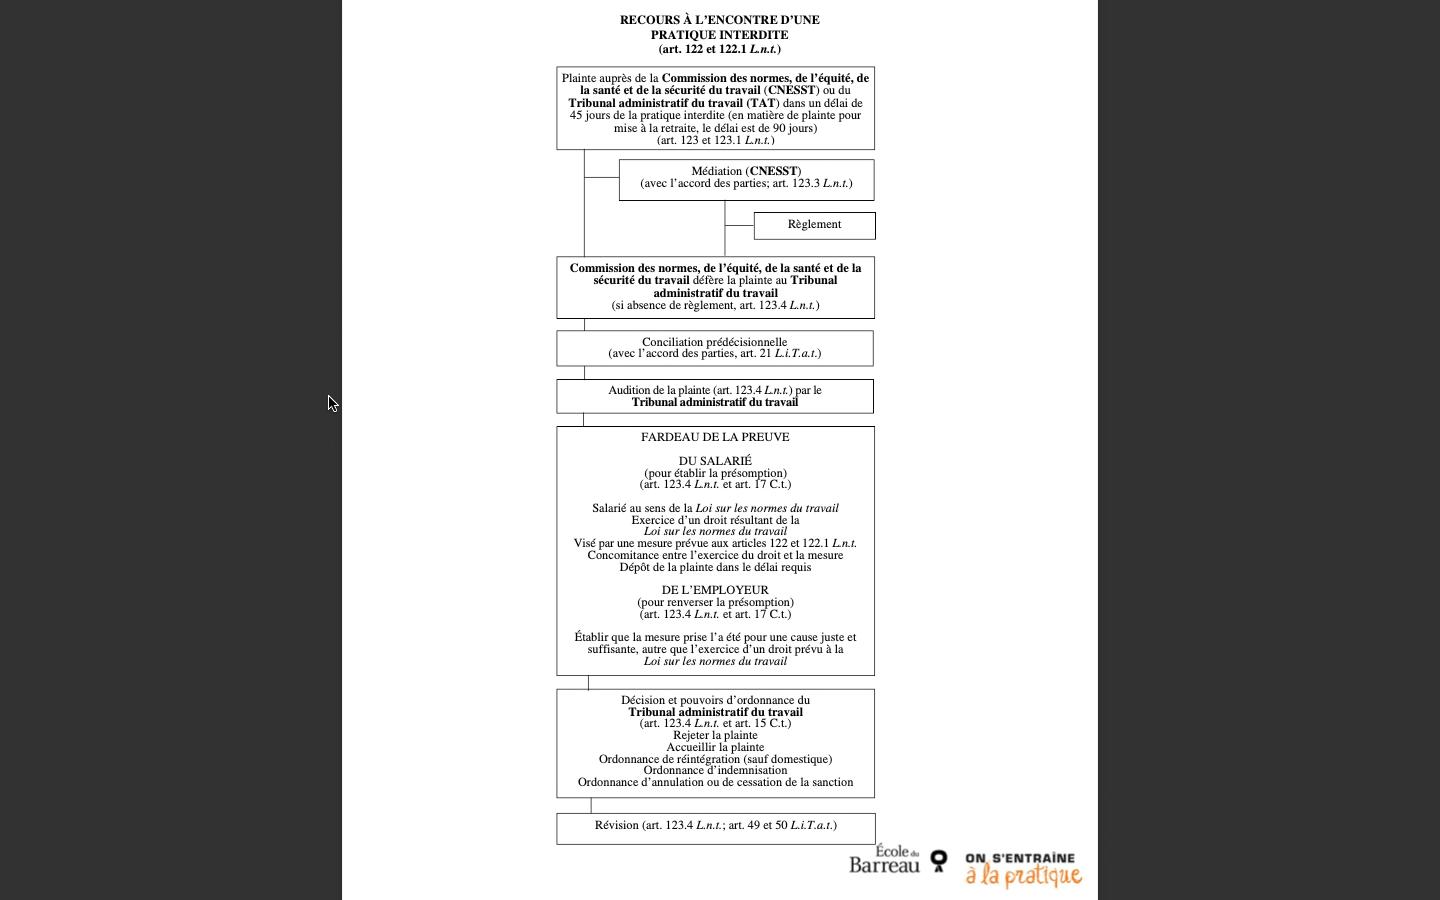 RECOURS À L’ENCONTRE D’UNE
PRATIQUE INTERDITE
(art. 122 et 122.1 L.n.t.)
Plainte auprès de la Commission des normes, de l’équité, de
la santé et de la sécurité du travail (CNESST) ou du
Tribunal administratif du travail (TAT) dans un délai de
45 jours de la pratique interdite (en matière de plainte pour
mise à la retraite, le délai est de 90 jours)
(art. 123 et 123.1 L.n.t.)
Médiation (CNESST)
(avec l’accord des parties; art. 123.3 L.n.t.)
Règlement
Commission des normes, de l’équité, de la santé et de la
sécurité du travail défère la plainte au Tribunal
administratif du travail
(si absence de règlement, art. 123.4 L.n.t.)
Conciliation prédécisionnelle
(avec l’accord des parties, art. 21 L.i.T.a.t.)
Audition de la plainte (art. 123.4 L.n.t.) par le
Tribunal administratif du travail
FARDEAU DE LA PREUVE
DU SALARIÉ
(pour établir la présomption)
(art. 123.4 L.n.t. et art. 17 C.t.)
Salarié au sens de la Loi sur les normes du travail
Exercice d’un droit résultant de la
Loi sur les normes du travail
Visé par une mesure prévue aux articles 122 et 122.1 L.n.t.
Concomitance entre l’exercice du droit et la mesure
Dépôt de la plainte dans le délai requis
DE L’EMPLOYEUR
(pour renverser la présomption)
(art. 123.4 L.n.t. et art. 17 C.t.)
Établir que la mesure prise l’a été pour une cause juste et
suffisante, autre que l’exercice d’un droit prévu à la
Loi sur les normes du travail
Décision et pouvoirs d’ordonnance du
Tribunal administratif du travail
(art. 123.4 L.n.t. et art. 15 C.t.)
Rejeter la plainte
Accueillir la plainte
Ordonnance de réintégration (sauf domestique)
Ordonnance d’indemnisation
Ordonnance d’annulation ou de cessation de la sanction
Révision (art. 123.4 L.n.t.; art. 49 et 50 L.i.T.a.t.)
École du
Barreau
ON S'ENTRAÎNE
à la pratique